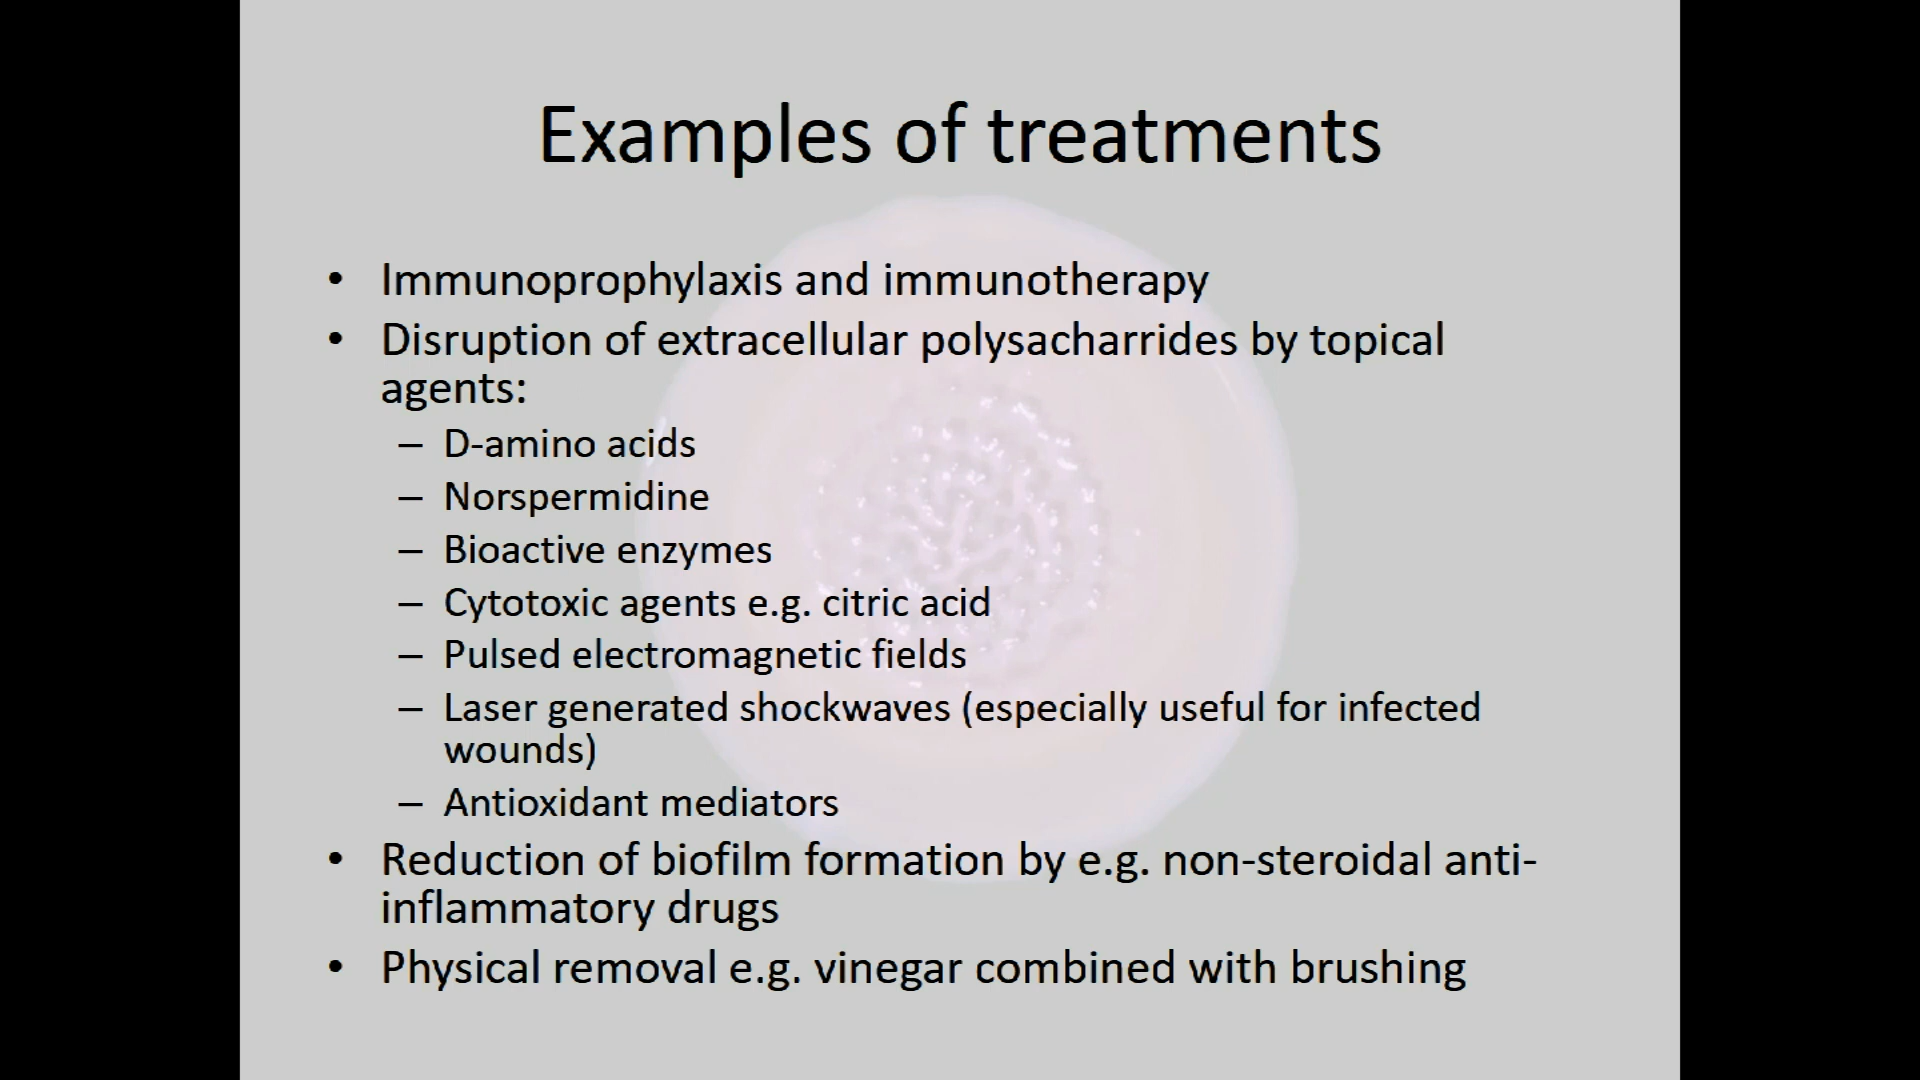 Examples of treatments
• Immunoprophylaxis and immunotherapy
• Disruption of extracellular polysacharrides by topical
agents:
– D-amino acids
– Norspermidine
– Bioactive enzymes
– Cytotoxic agents e.g. citric acid
– Pulsed electromagnetic fields
– Laser generated shockwaves (especially useful for infected
wounds)
– Antioxidant mediators
• Reduction of biofilm formation by e.g. non-steroidal anti-
inflammatory drugs
• Physical removal e.g. vinegar combined with brushing